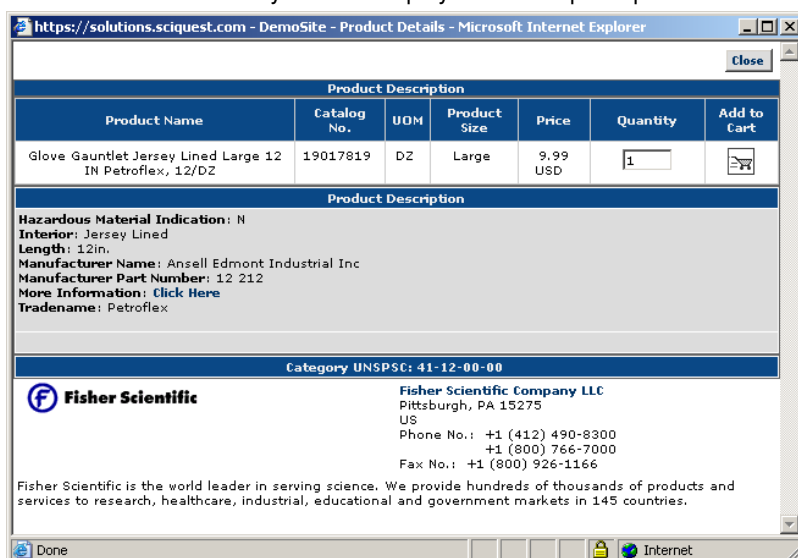 https://solutions.sciquest.com - DemoSite - Product Details - Microsoft Internet Explorer
Close
Product Description
Product Name
Catalog No.
UOM
Product Size
Price
Quantity
Add to Cart
Glove Gauntlet Jersey Lined Large 12 IN Petroflex, 12/DZ
19017819
DZ
Large
9.99 USD
1
Product Description
Hazardous Material Indication: N
Interior: Jersey Lined
Length: 12in.
Manufacturer Name: Ansell Edmont Industrial Inc
Manufacturer Part Number: 12 212
More Information: Click Here
Tradename: Petroflex
Category UNSPSC: 41-12-00-00
Fisher Scientific
Fisher Scientific Company LLC
Pittsburgh, PA 15275
US
Phone No.: +1 (412) 490-8300
+1 (800) 766-7000
Fax No.: +1 (800) 926-1166
Fisher Scientific is the world leader in serving science. We provide hundreds of thousands of products and
services to research, healthcare, industrial, educational and government markets in 145 countries.
Done
Internet